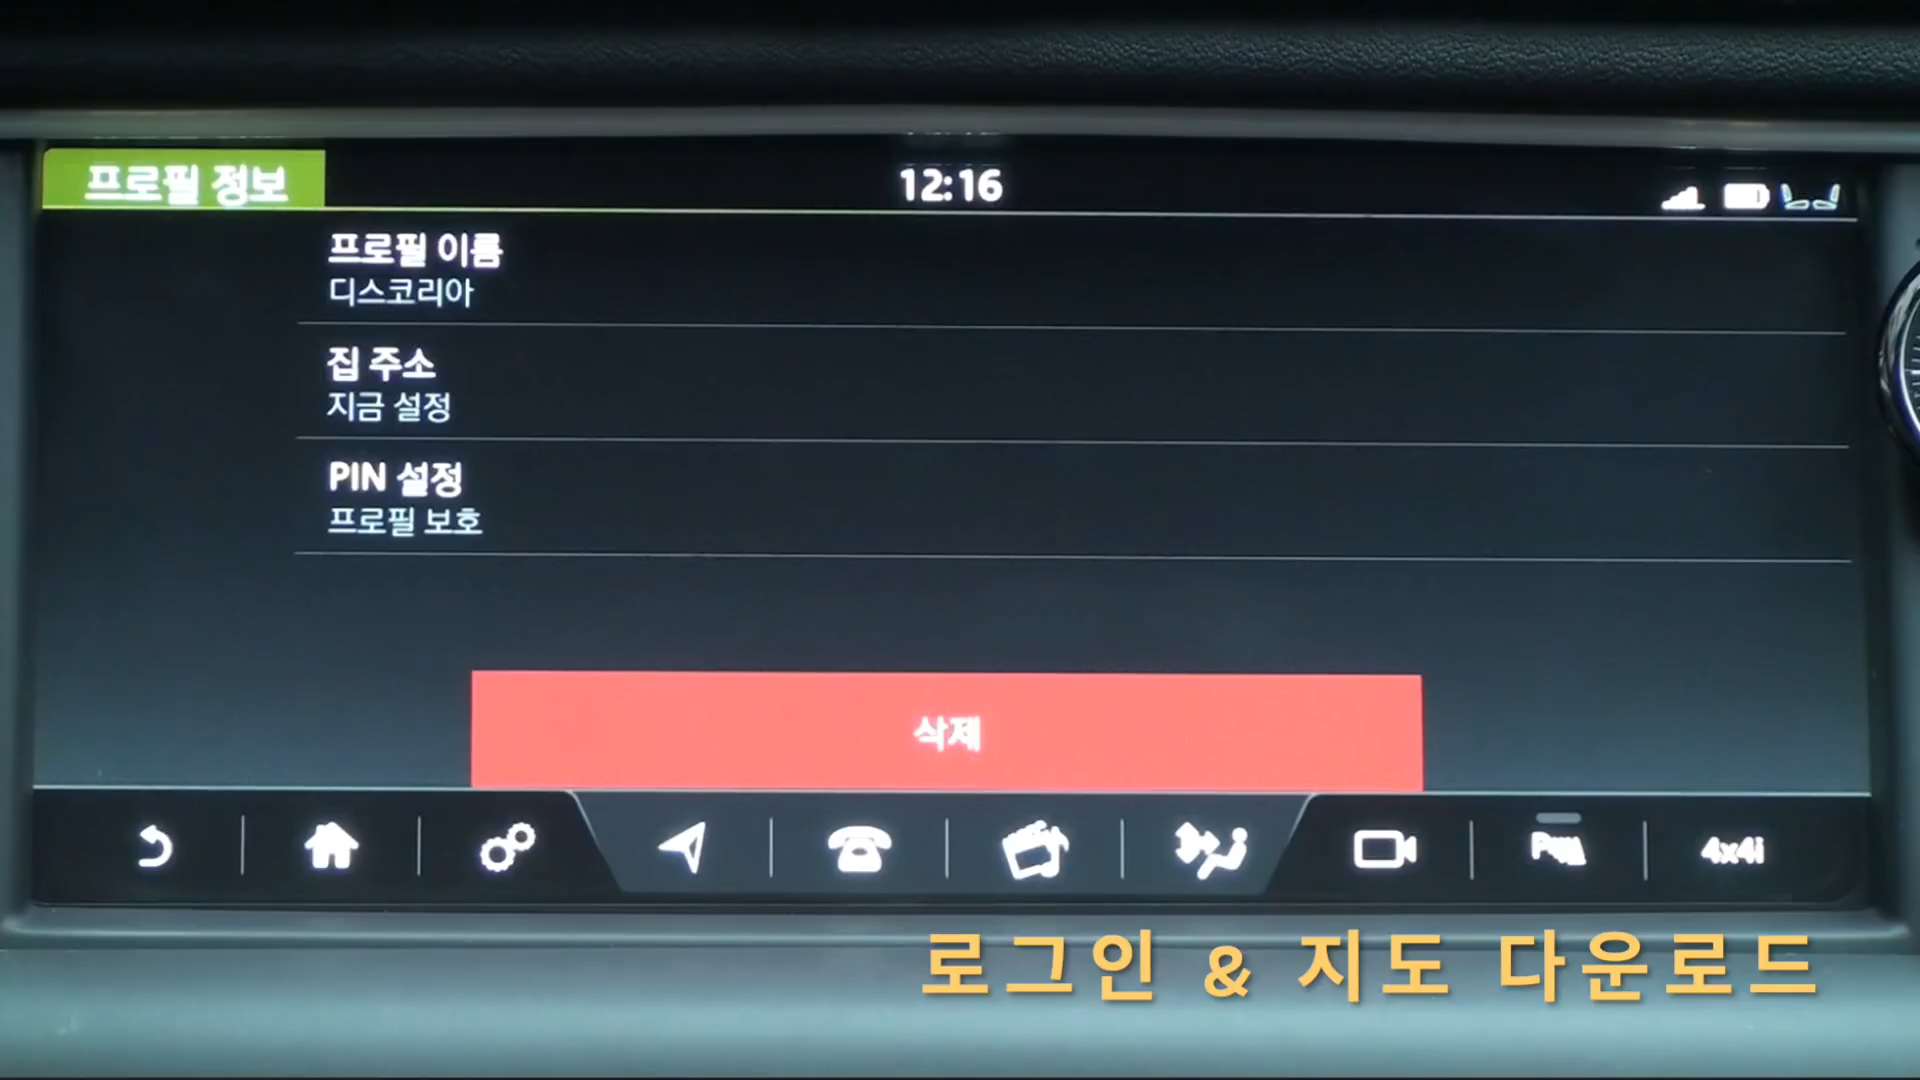 프로필 정보
12:16
프로필 이름
디스코리아
집 주소
지금 설정
PIN 설정
프로필 보호
삭제
4x4i
로그인 & 지도 다운로드